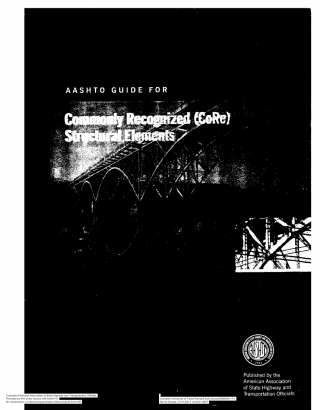 AASHTO GUIDE FOR
Commonly Recognized (CoRe)
Structural Elements
Published by the
American Association
of State Highway and
Transportation Officials